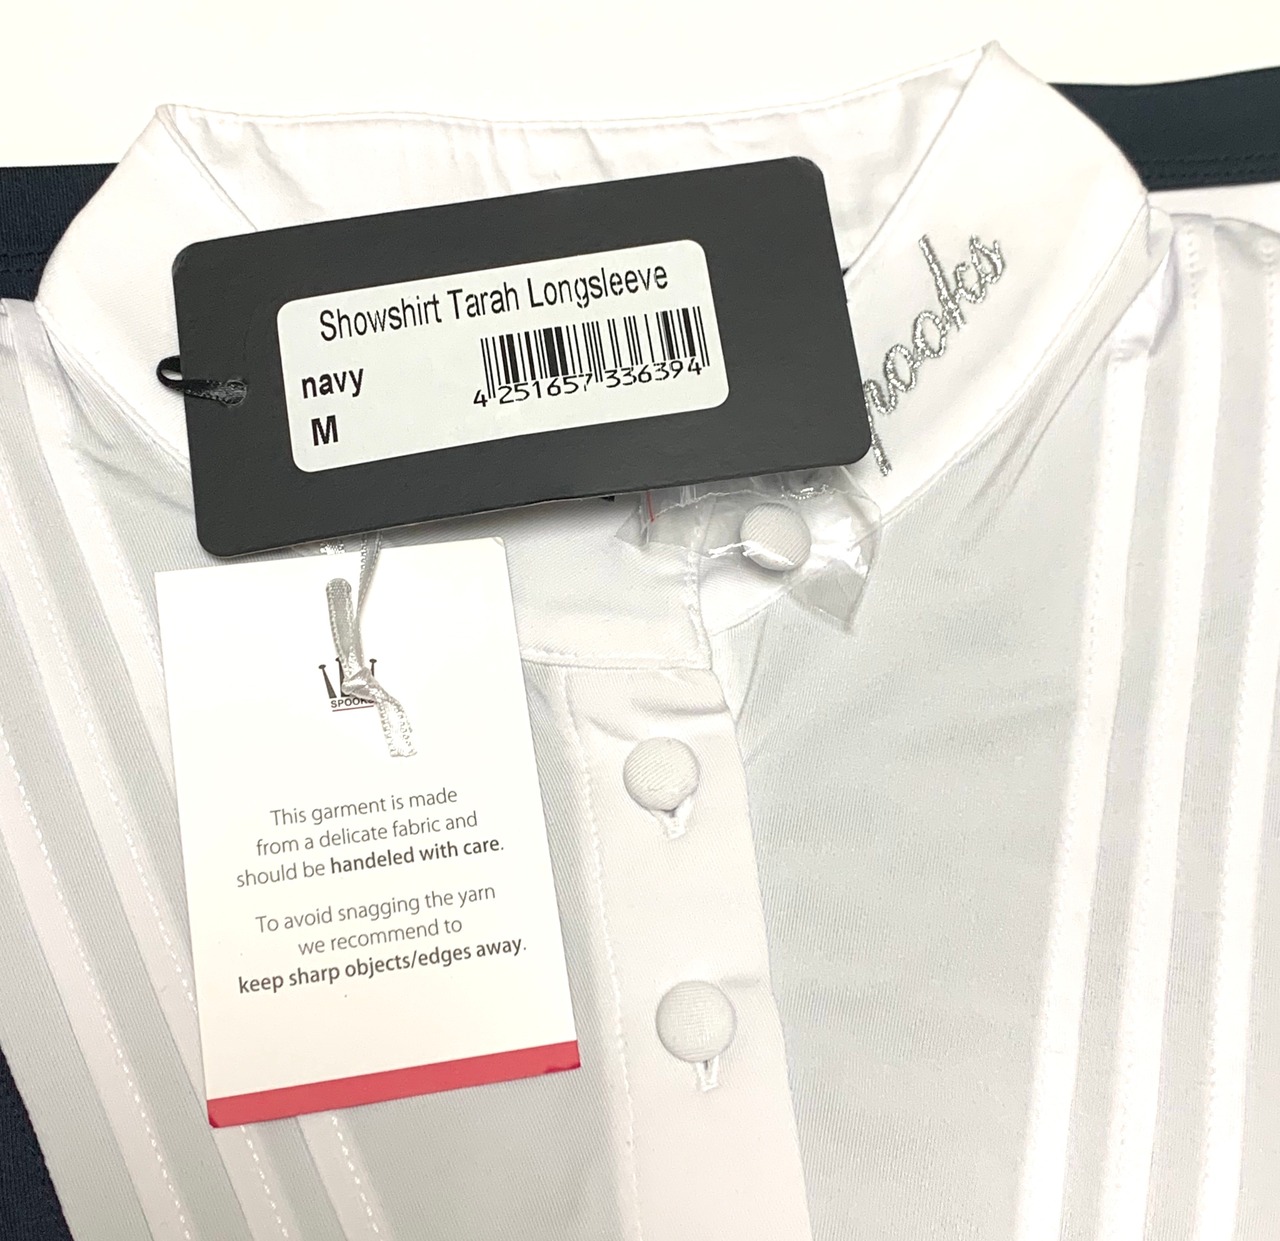 Showshirt Tarah Longsleeve
navy
M
4 251657 336394
spooks
SPOOKS
This garment is made
from a delicate fabric and
should be handeled with care.
To avoid snagging the yarn
we recommend to
keep sharp objects/edges away.